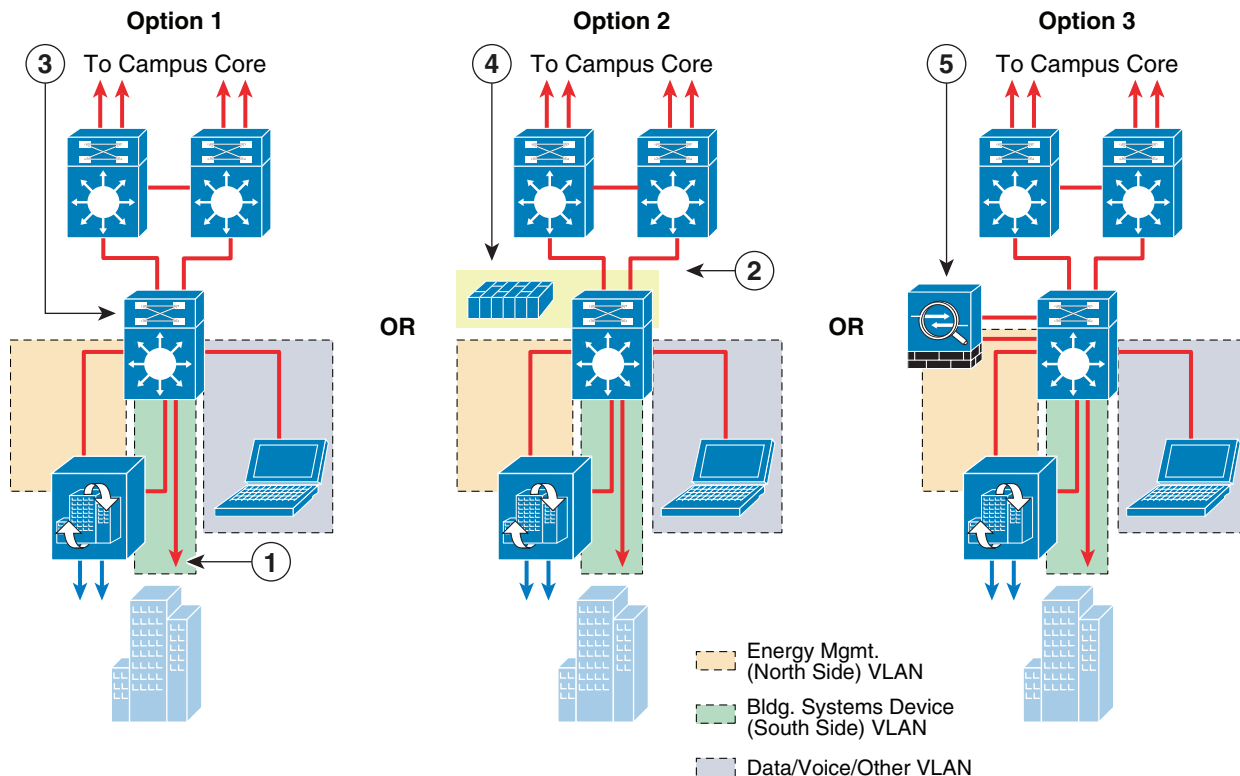 Option 1
Option 2
Option 3
3
To Campus Core
4
To Campus Core
5
To Campus Core
2
OR
OR
1
Energy Mgmt.
(North Side) VLAN
Bldg. Systems Device
(South Side) VLAN
Data/Voice/Other VLAN